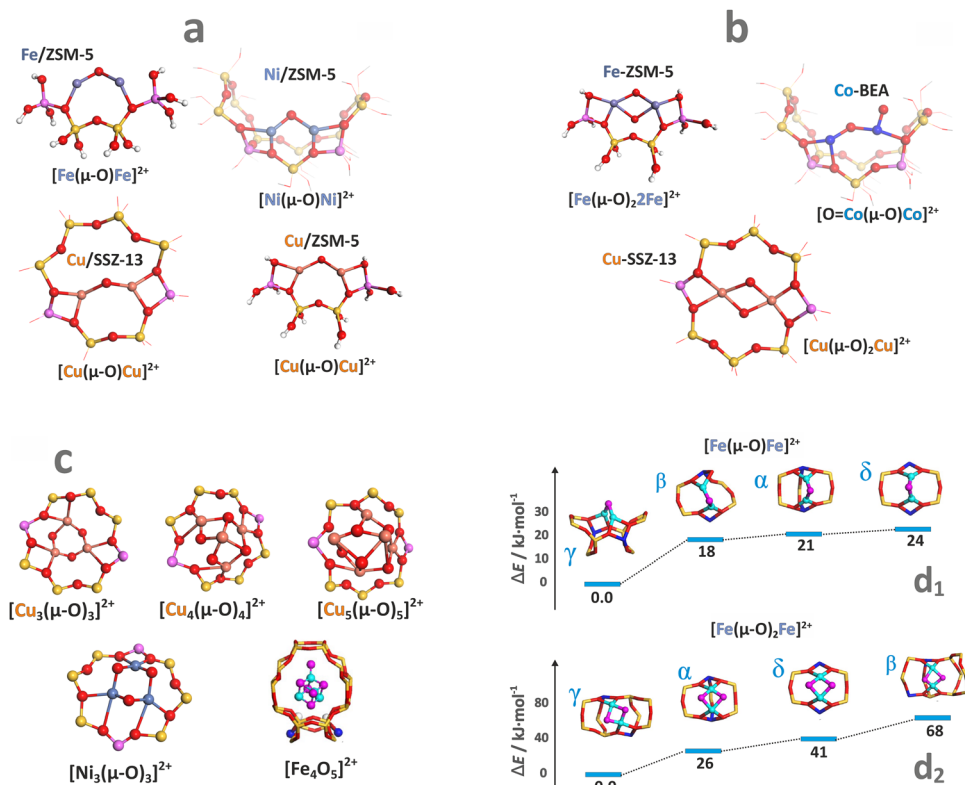 a
Fe/ZSM-5
Ni/ZSM-5
[Fe(μ-O)Fe]²⁺
[Ni(μ-O)Ni]²⁺
Cu/SSZ-13
Cu/ZSM-5
[Cu(μ-O)Cu]²⁺
[Cu(μ-O)Cu]²⁺
b
Fe-ZSM-5
Co-BEA
[Fe(μ-O)₂2Fe]²⁺
[O=Co(μ-O)Co]²⁺
Cu-SSZ-13
[Cu(μ-O)₂Cu]²⁺
c
[Cu₃(μ-O)₃]²⁺
[Cu₄(μ-O)₄]²⁺
[Cu₅(μ-O)₅]²⁺
[Ni₃(μ-O)₃]²⁺
[Fe₄O₅]²⁺
[Fe(μ-O)Fe]²⁺
ΔE / kJ·mol⁻¹
30
20
10
0
γ
β
α
δ
0.0
18
21
24
d₁
[Fe(μ-O)₂Fe]²⁺
ΔE / kJ·mol⁻¹
80
40
0
γ
α
δ
β
0.0
26
41
68
d₂